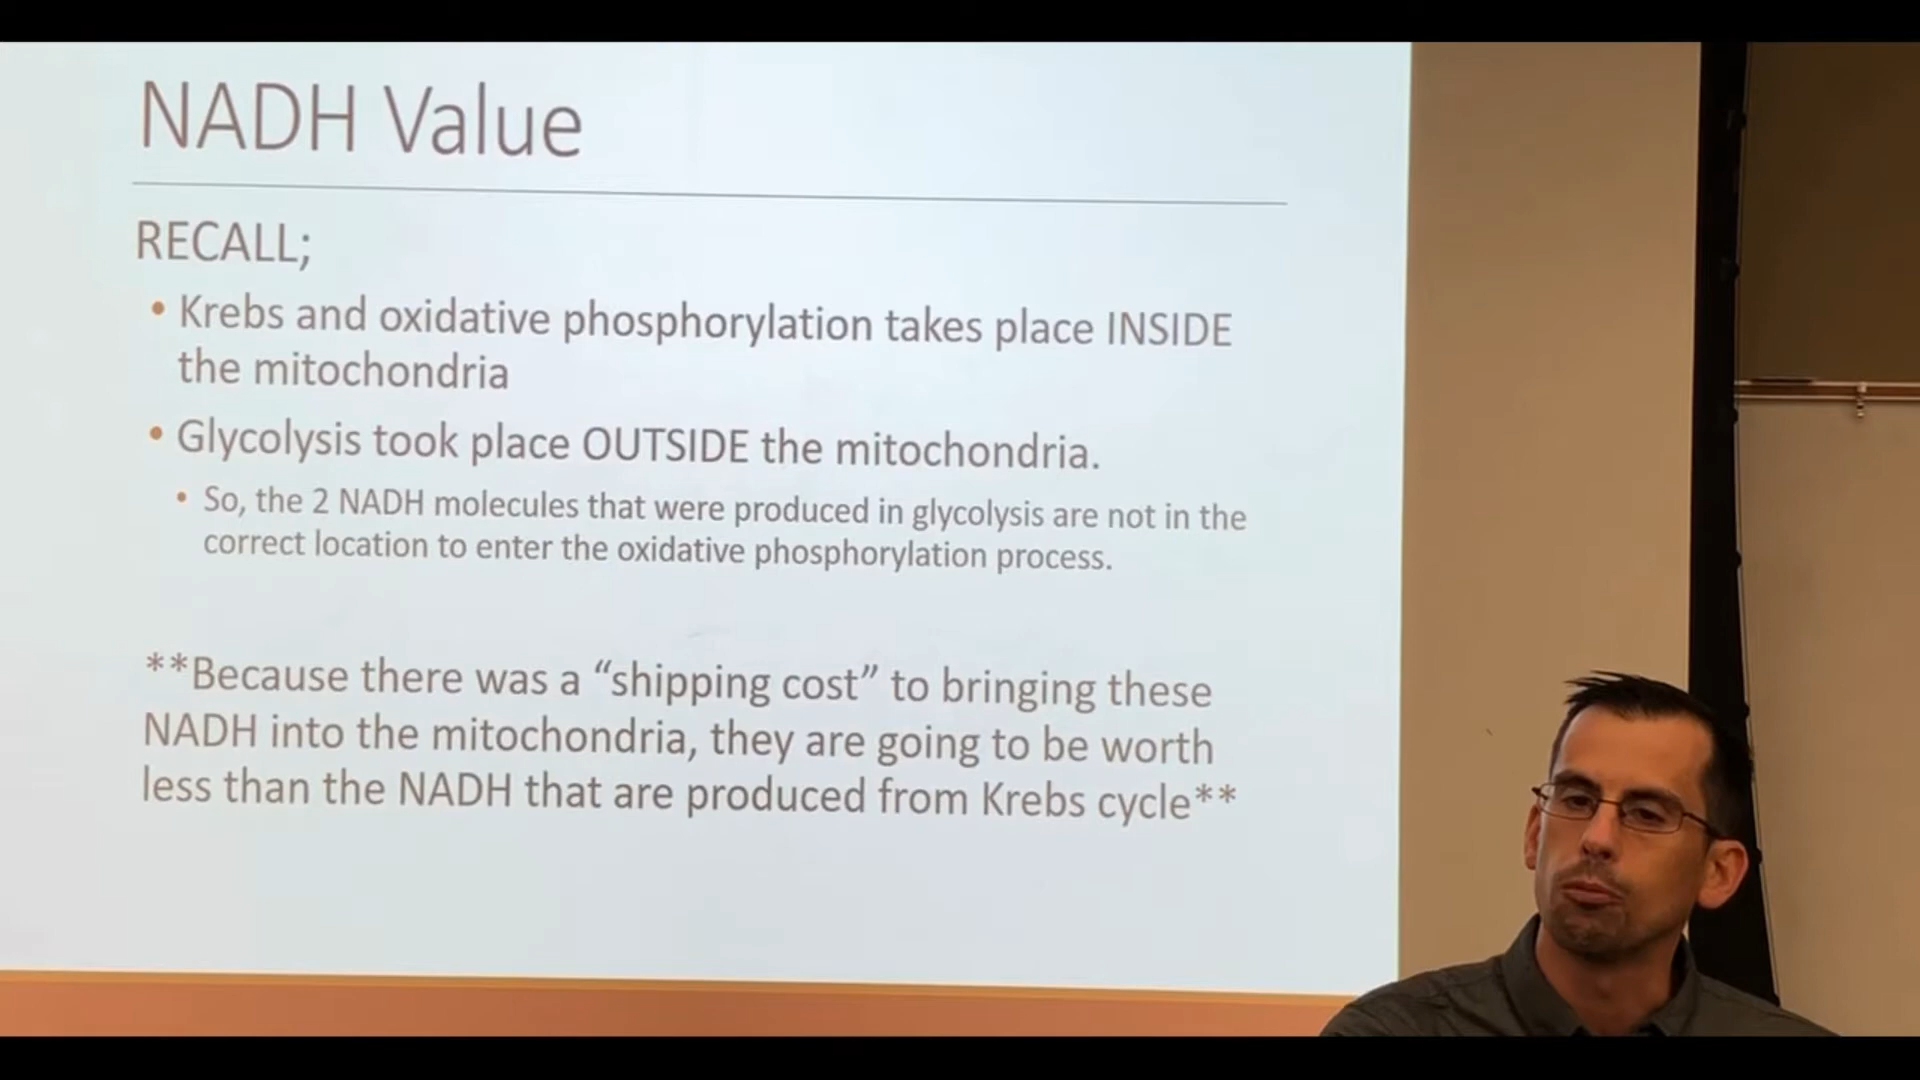 NADH Value
RECALL;
• Krebs and oxidative phosphorylation takes place INSIDE
the mitochondria
• Glycolysis took place OUTSIDE the mitochondria.
• So, the 2 NADH molecules that were produced in glycolysis are not in the
correct location to enter the oxidative phosphorylation process.
**Because there was a “shipping cost” to bringing these
NADH into the mitochondria, they are going to be worth
less than the NADH that are produced from Krebs cycle**